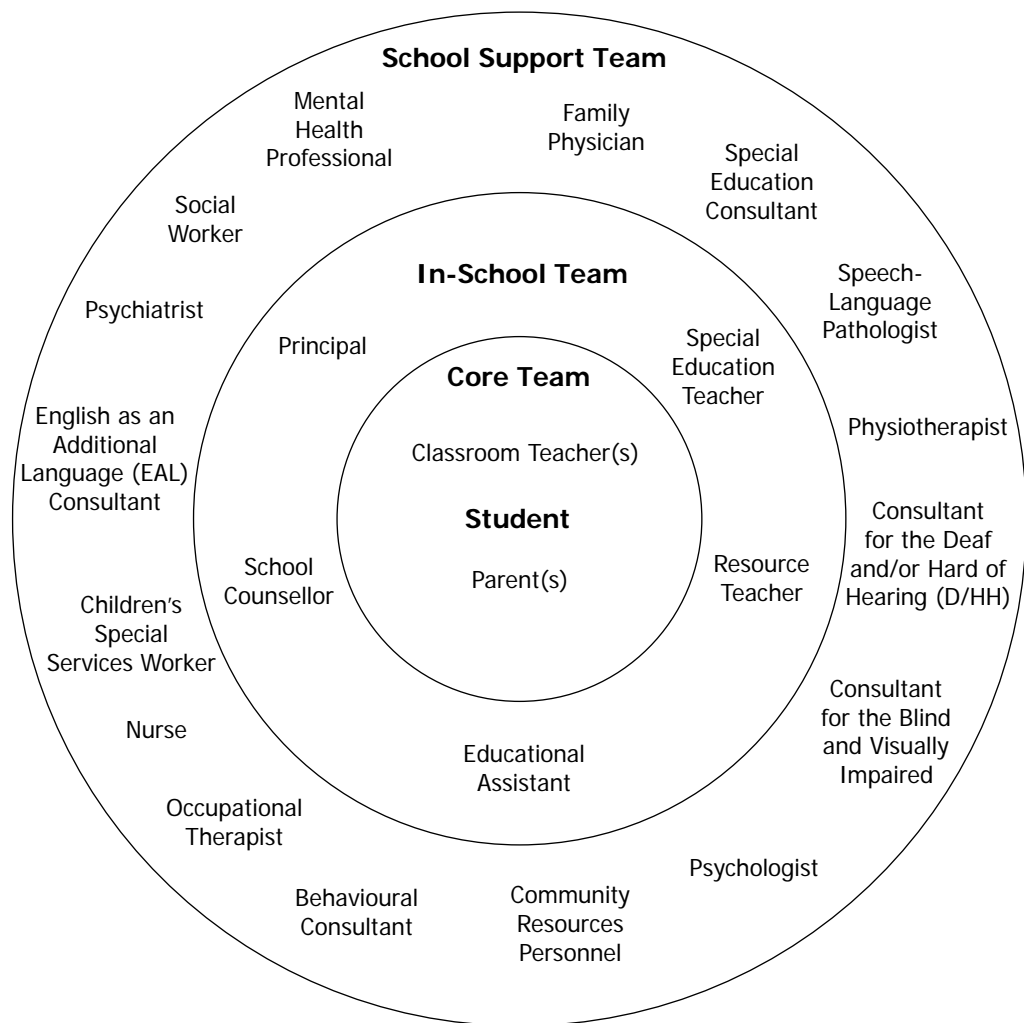 School Support Team
Mental
Health
Professional
Family
Physician
Special
Education
Consultant
Social
Worker
Speech-
Language
Pathologist
Psychiatrist
In-School Team
Principal
Special
Education
Teacher
Core Team
Classroom Teacher(s)
Student
Parent(s)
Physiotherapist
English as an
Additional
Language (EAL)
Consultant
School
Counsellor
Resource
Teacher
Consultant
for the Deaf
and/or Hard of
Hearing (D/HH)
Children's
Special
Services Worker
Consultant
for the Blind
and Visually
Impaired
Nurse
Educational
Assistant
Occupational
Therapist
Psychologist
Behavioural
Consultant
Community
Resources
Personnel